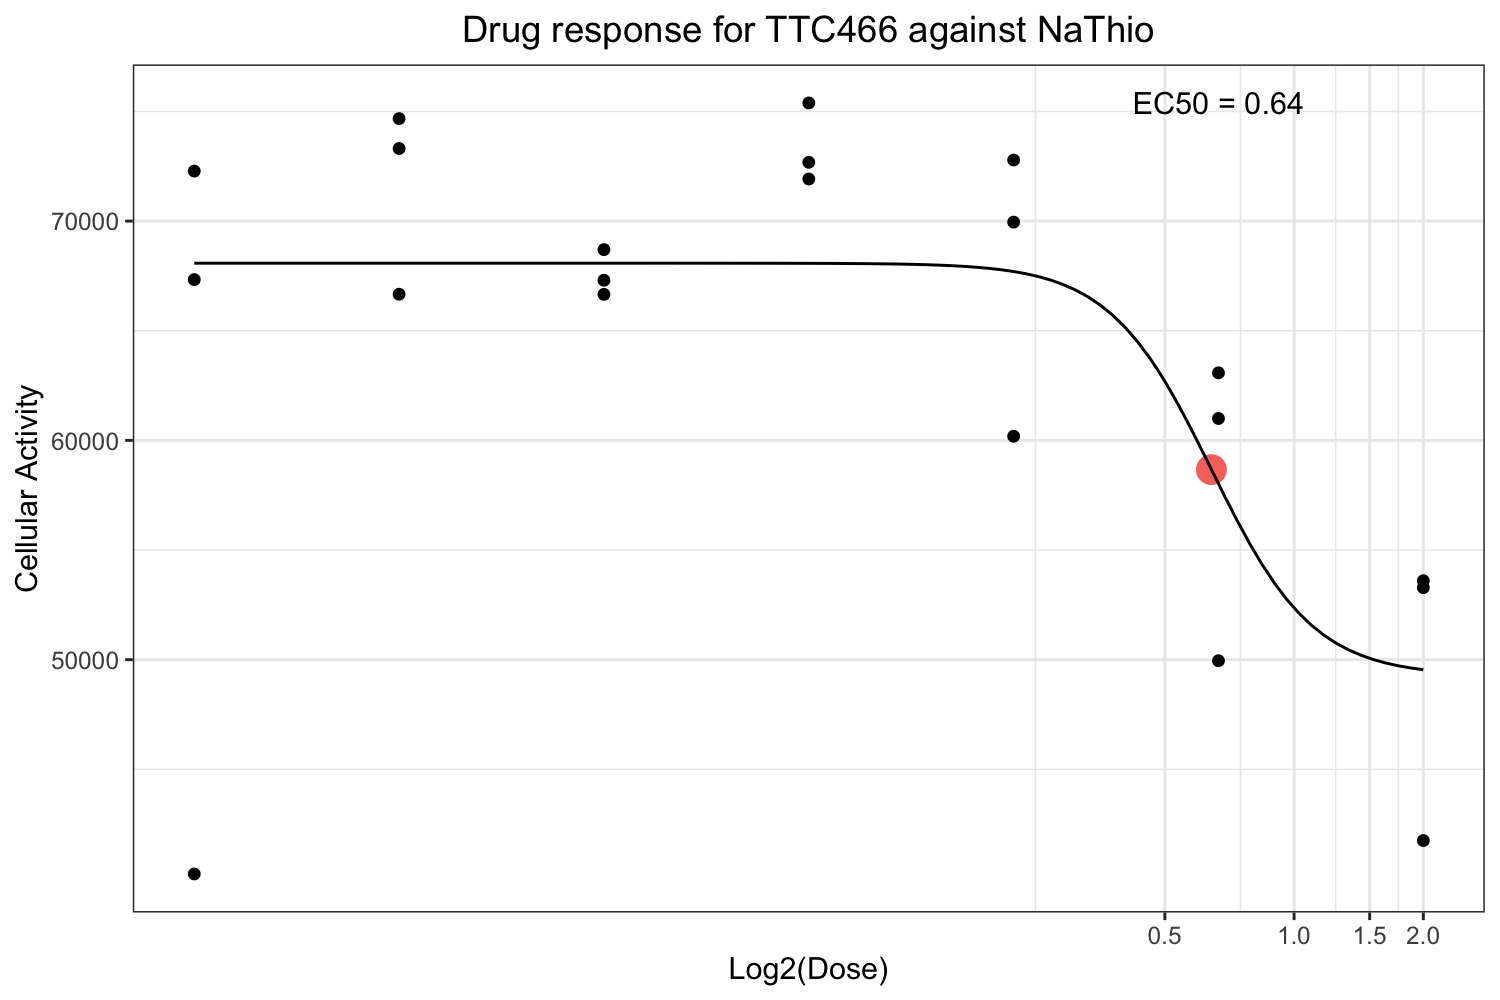 Drug response for TTC466 against NaThio
EC50 = 0.64
70000
60000
50000
Cellular Activity
0.5 1.0 1.5 2.0
Log2(Dose)